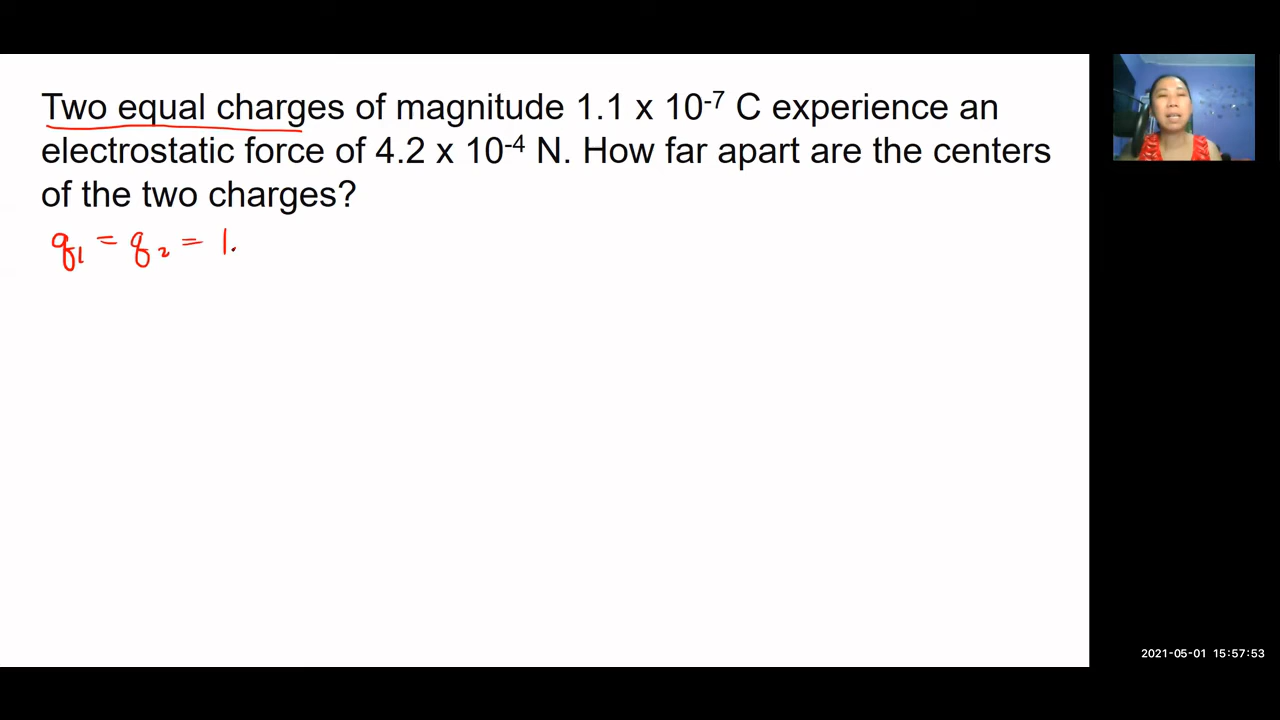 Two equal charges of magnitude 1.1 x 10⁻⁷ C experience an
electrostatic force of 4.2 x 10⁻⁴ N. How far apart are the centers
of the two charges?
q₁ = q₂ = 1.
2021-05-01 15:57:53